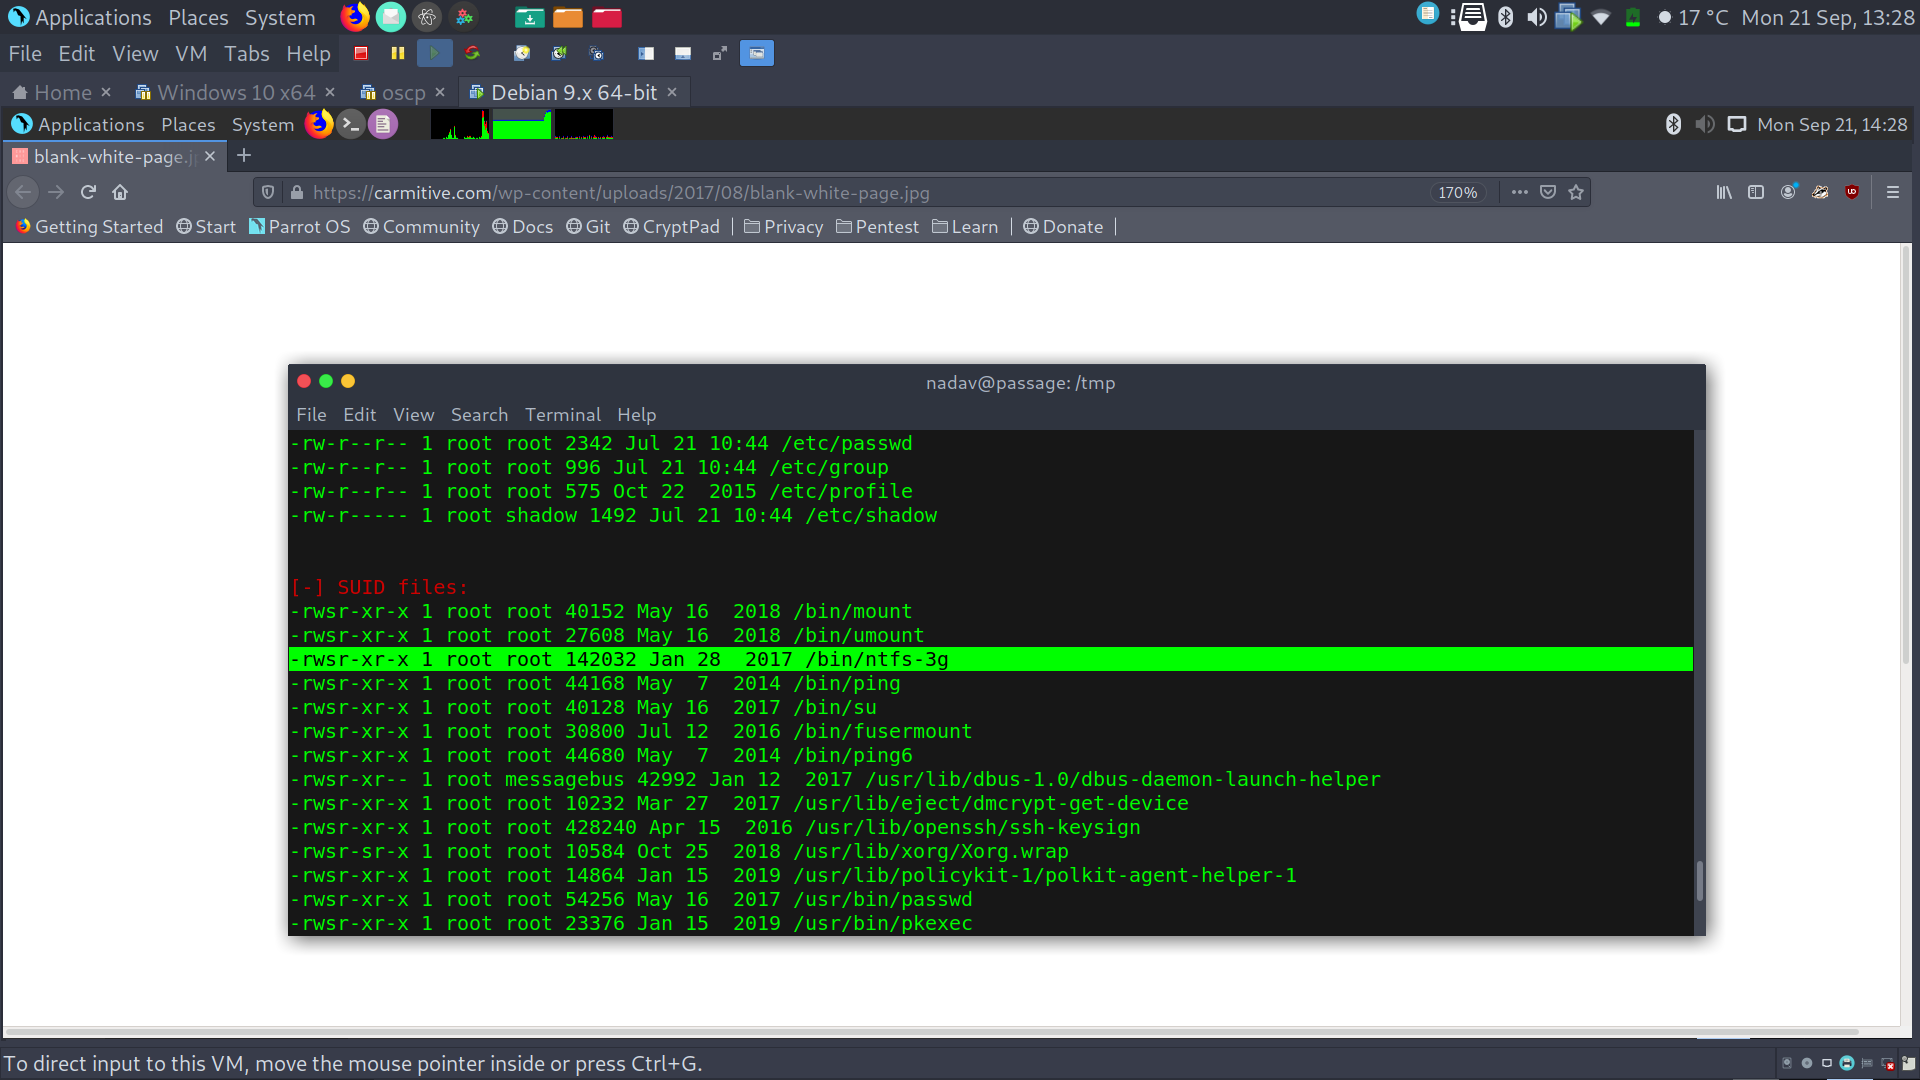 Applications Places System 17 °C Mon 21 Sep, 13:28
File Edit View VM Tabs Help
Home × Windows 10 x64 × oscp × Debian 9.x 64-bit ×
Applications Places System Mon Sep 21, 14:28
blank-white-page.j × +
https://carmitive.com/wp-content/uploads/2017/08/blank-white-page.jpg 170%
Getting Started Start Parrot OS Community Docs Git CryptPad Privacy Pentest Learn Donate
nadav@passage: /tmp
File Edit View Search Terminal Help
-rw-r--r-- 1 root root 2342 Jul 21 10:44 /etc/passwd
-rw-r--r-- 1 root root 996 Jul 21 10:44 /etc/group
-rw-r--r-- 1 root root 575 Oct 22  2015 /etc/profile
-rw-r----- 1 root shadow 1492 Jul 21 10:44 /etc/shadow
[-] SUID files:
-rwsr-xr-x 1 root root 40152 May 16  2018 /bin/mount
-rwsr-xr-x 1 root root 27608 May 16  2018 /bin/umount
-rwsr-xr-x 1 root root 142032 Jan 28  2017 /bin/ntfs-3g
-rwsr-xr-x 1 root root 44168 May  7  2014 /bin/ping
-rwsr-xr-x 1 root root 40128 May 16  2017 /bin/su
-rwsr-xr-x 1 root root 30800 Jul 12  2016 /bin/fusermount
-rwsr-xr-x 1 root root 44680 May  7  2014 /bin/ping6
-rwsr-xr-- 1 root messagebus 42992 Jan 12  2017 /usr/lib/dbus-1.0/dbus-daemon-launch-helper
-rwsr-xr-x 1 root root 10232 Mar 27  2017 /usr/lib/eject/dmcrypt-get-device
-rwsr-xr-x 1 root root 428240 Apr 15  2016 /usr/lib/openssh/ssh-keysign
-rwsr-sr-x 1 root root 10584 Oct 25  2018 /usr/lib/xorg/Xorg.wrap
-rwsr-xr-x 1 root root 14864 Jan 15  2019 /usr/lib/policykit-1/polkit-agent-helper-1
-rwsr-xr-x 1 root root 54256 May 16  2017 /usr/bin/passwd
-rwsr-xr-x 1 root root 23376 Jan 15  2019 /usr/bin/pkexec
To direct input to this VM, move the mouse pointer inside or press Ctrl+G.